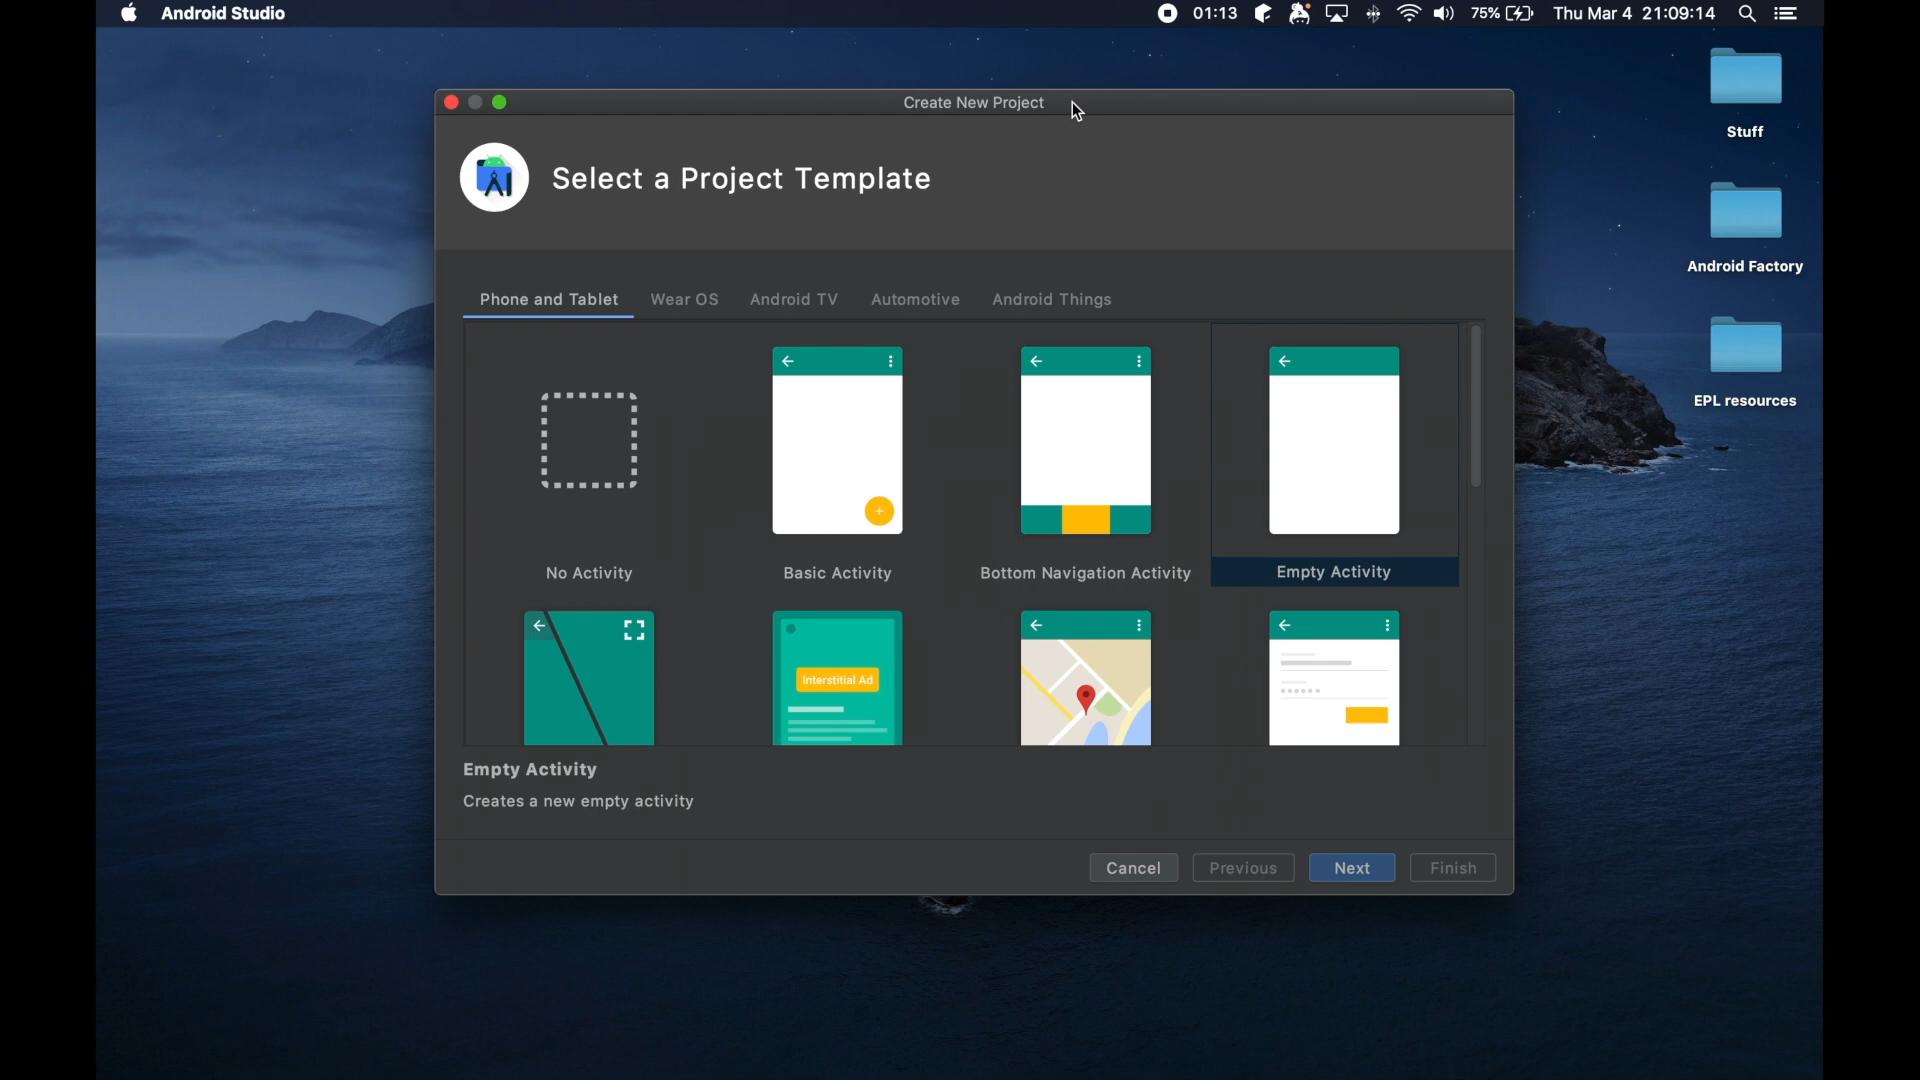 Android Studio
01:13
75%
Thu Mar 4 21:09:14
Create New Project
Stuff
Select a Project Template
Android Factory
Phone and Tablet
Wear OS
Android TV
Automotive
Android Things
EPL resources
No Activity
Basic Activity
Bottom Navigation Activity
Empty Activity
Interstitial Ad
Empty Activity
Creates a new empty activity
Cancel
Previous
Next
Finish